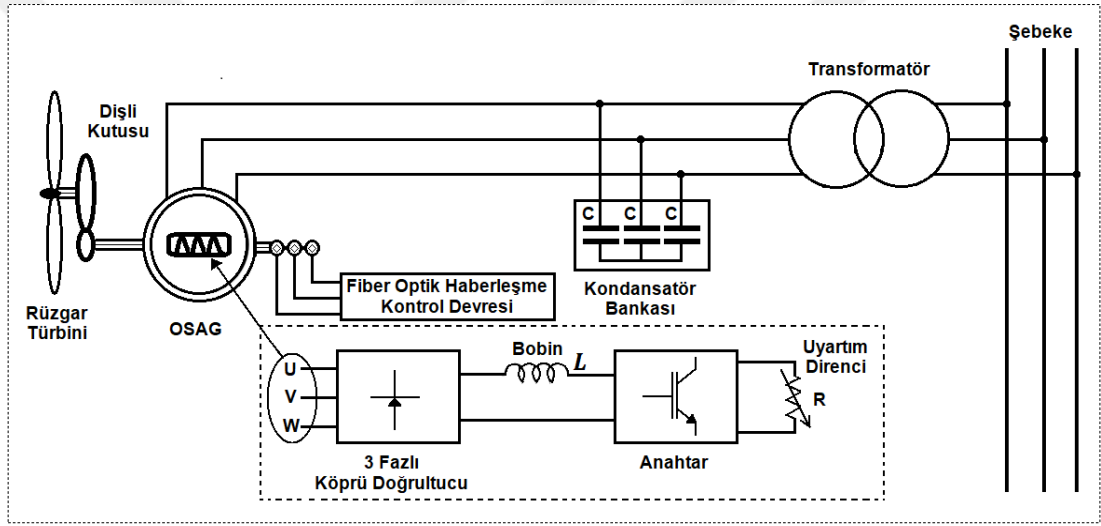 Şebeke
Transformatör
Dişli
Kutusu
C C C
Fiber Optik Haberleşme
Kontrol Devresi
Kondansatör
Bankası
Rüzgar
Türbini
OSAG
Bobin
L
Uyartım
Direnci
U
V
W
R
3 Fazlı
Köprü Doğrultucu
Anahtar